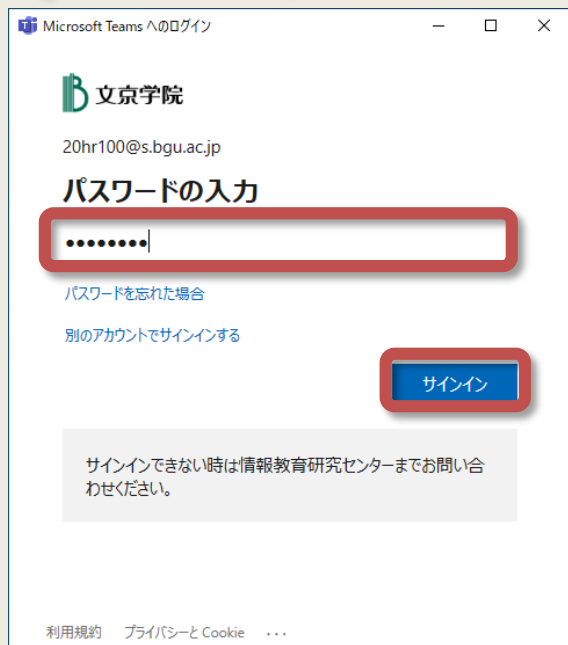 Microsoft Teams へのログイン
文京学院
20hr100@s.bgu.ac.jp
パスワードの入力
••••••••
パスワードを忘れた場合
別のアカウントでサインインする
サインイン
サインインできない時は情報教育研究センターまでお問い合
わせください。
利用規約 プライバシーと Cookie ...